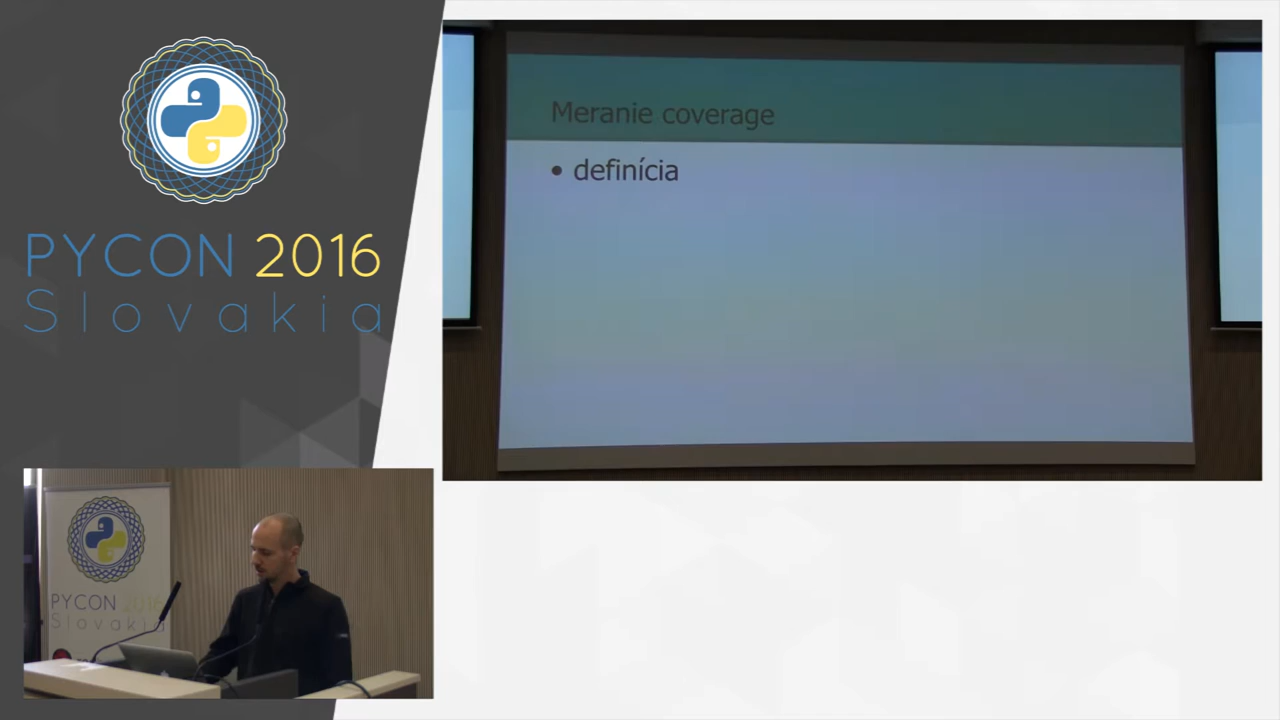 PYCON 2016
Slovakia
Meranie coverage
• definícia
PYCON 2016
Slovakia